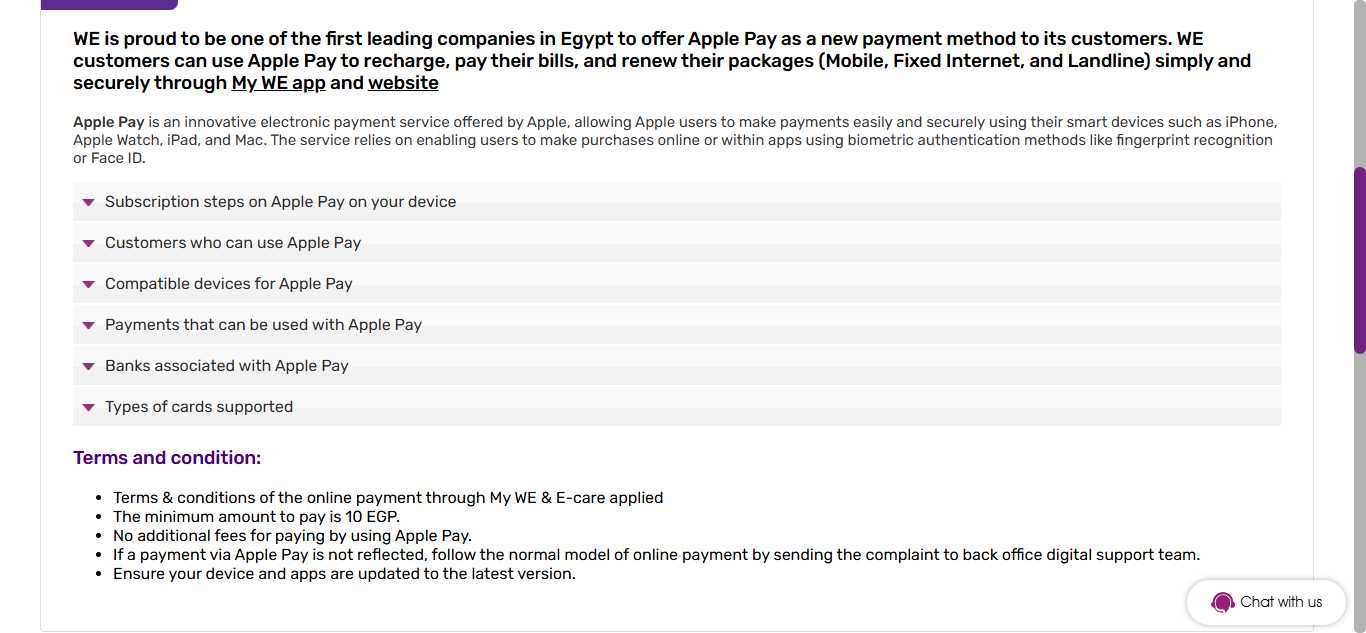 WE is proud to be one of the first leading companies in Egypt to offer Apple Pay as a new payment method to its customers. WE
customers can use Apple Pay to recharge, pay their bills, and renew their packages (Mobile, Fixed Internet, and Landline) simply and
securely through My WE app and website
Apple Pay is an innovative electronic payment service offered by Apple, allowing Apple users to make payments easily and securely using their smart devices such as iPhone,
Apple Watch, iPad, and Mac. The service relies on enabling users to make purchases online or within apps using biometric authentication methods like fingerprint recognition
or Face ID.
Subscription steps on Apple Pay on your device
Customers who can use Apple Pay
Compatible devices for Apple Pay
Payments that can be used with Apple Pay
Banks associated with Apple Pay
Types of cards supported
Terms and condition:
• Terms & conditions of the online payment through My WE & E-care applied
• The minimum amount to pay is 10 EGP.
• No additional fees for paying by using Apple Pay.
• If a payment via Apple Pay is not reflected, follow the normal model of online payment by sending the complaint to back office digital support team.
• Ensure your device and apps are updated to the latest version.
Chat with us